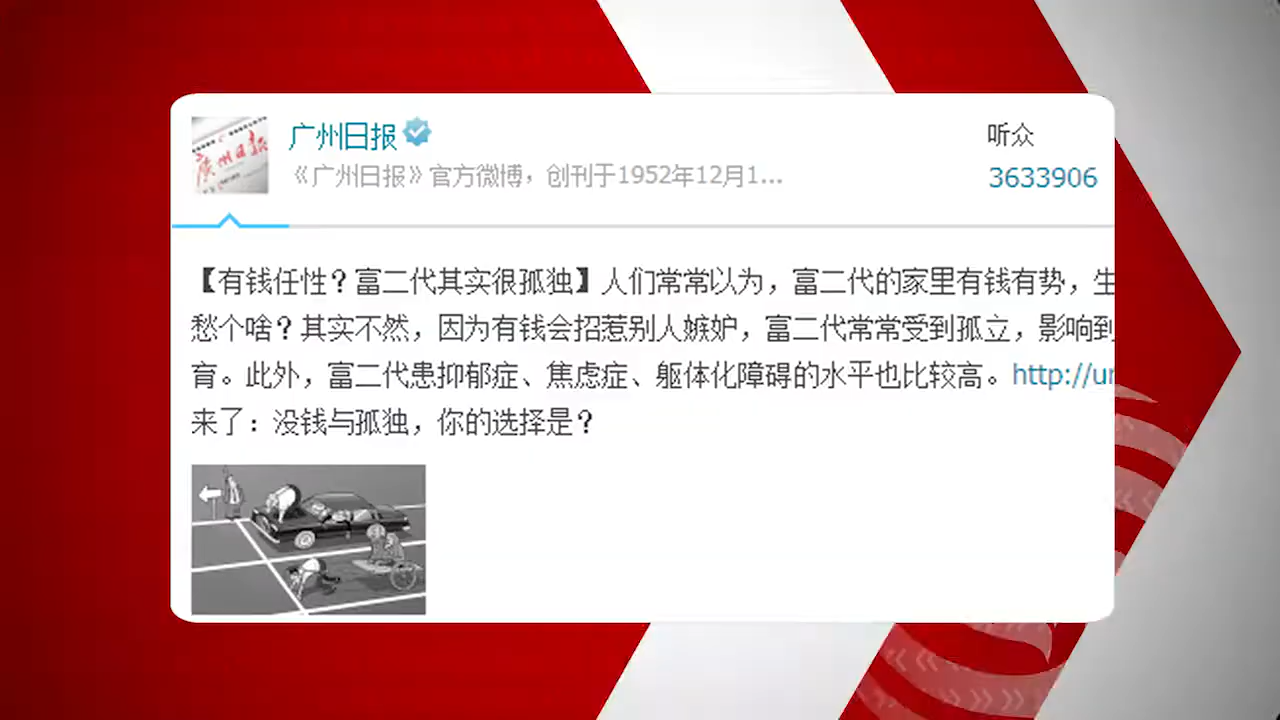 广州日报
广州日报
听众
《广州日报》官方微博，创刊于1952年12月1...
3633906
【有钱任性？富二代其实很孤独】人们常常以为，富二代的家里有钱有势，生
愁个啥？其实不然，因为有钱会招惹别人嫉妒，富二代常常受到孤立，影响到
育。此外，富二代患抑郁症、焦虑症、躯体化障碍的水平也比较高。http://ur
来了：没钱与孤独，你的选择是？